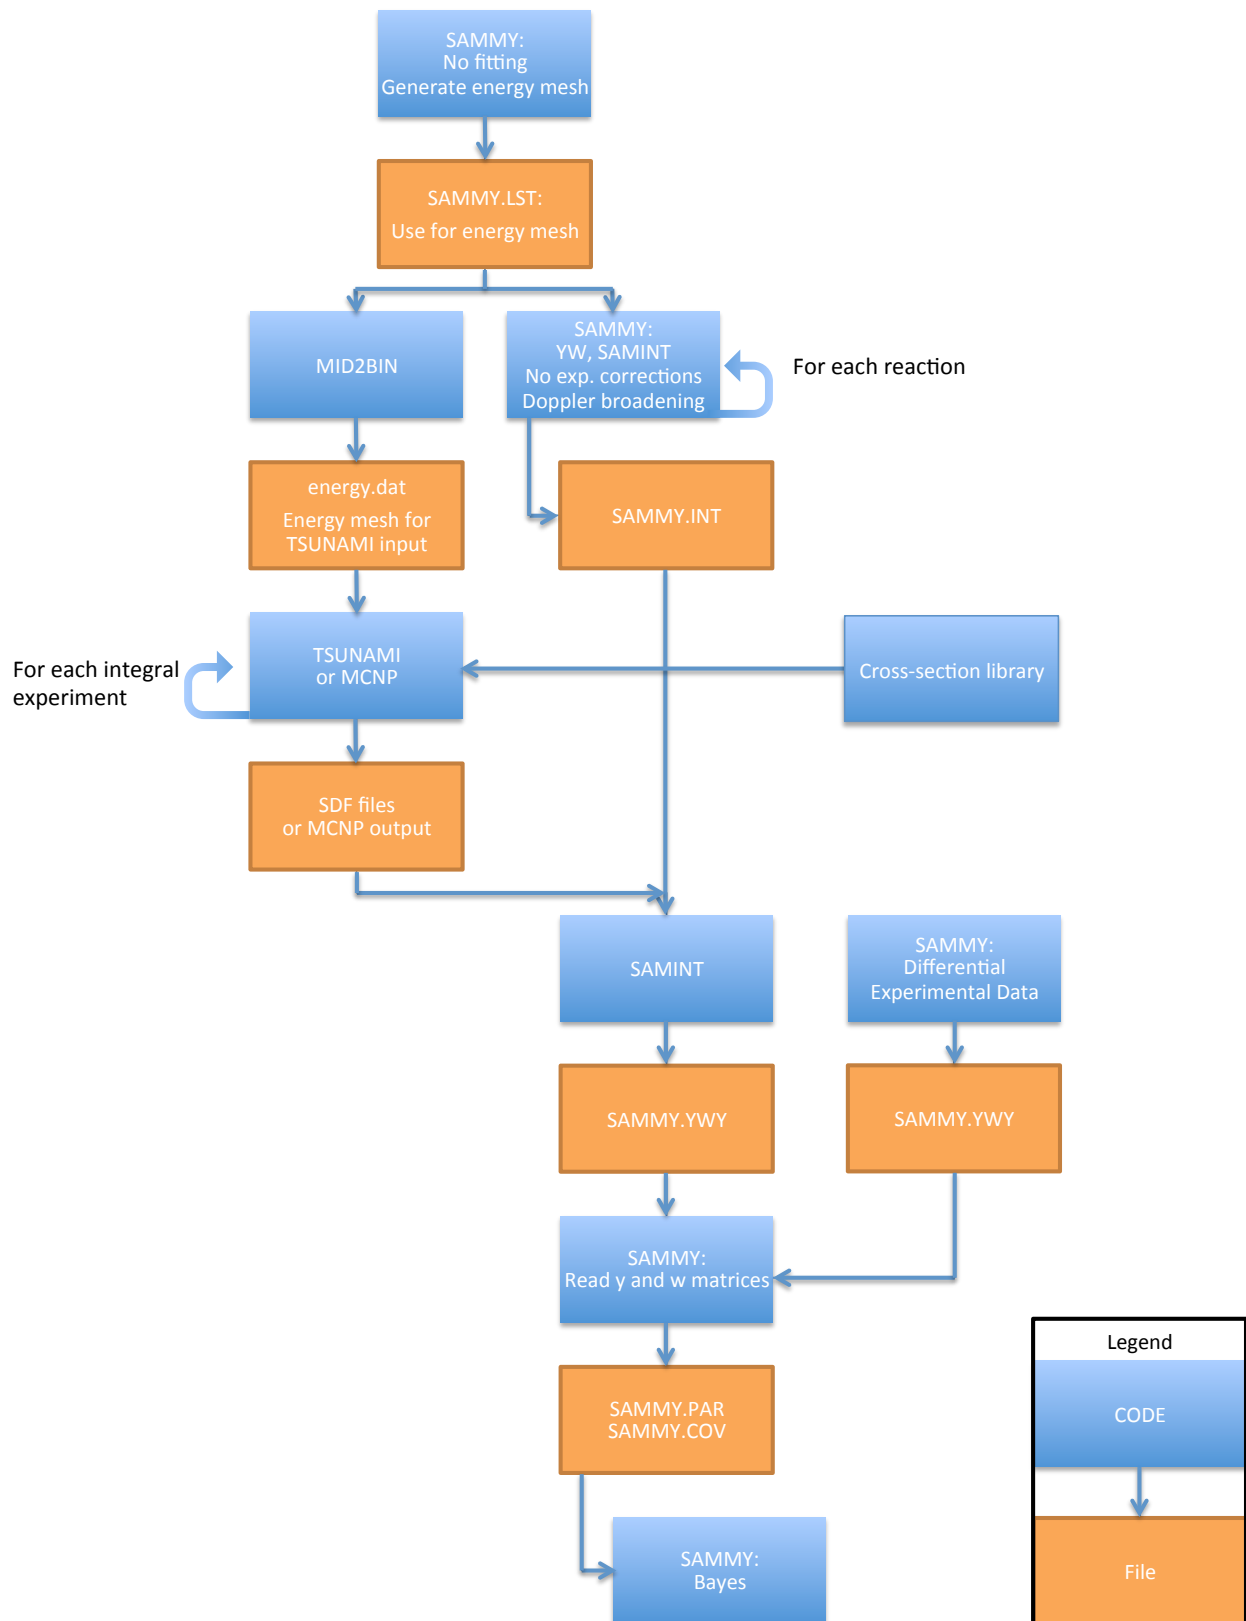 SAMMY:
No fitting
Generate energy mesh
SAMMY.LST:
Use for energy mesh
MID2BIN
SAMMY:
YW, SAMINT
No exp. corrections
Doppler broadening
For each reaction
energy.dat
Energy mesh for
TSUNAMI input
SAMMY.INT
For each integral
experiment
TSUNAMI
or MCNP
Cross-section library
SDF files
or MCNP output
SAMINT
SAMMY:
Differential
Experimental Data
SAMMY.YWY
SAMMY.YWY
SAMMY:
Read y and w matrices
SAMMY.PAR
SAMMY.COV
SAMMY:
Bayes
Legend
CODE
File